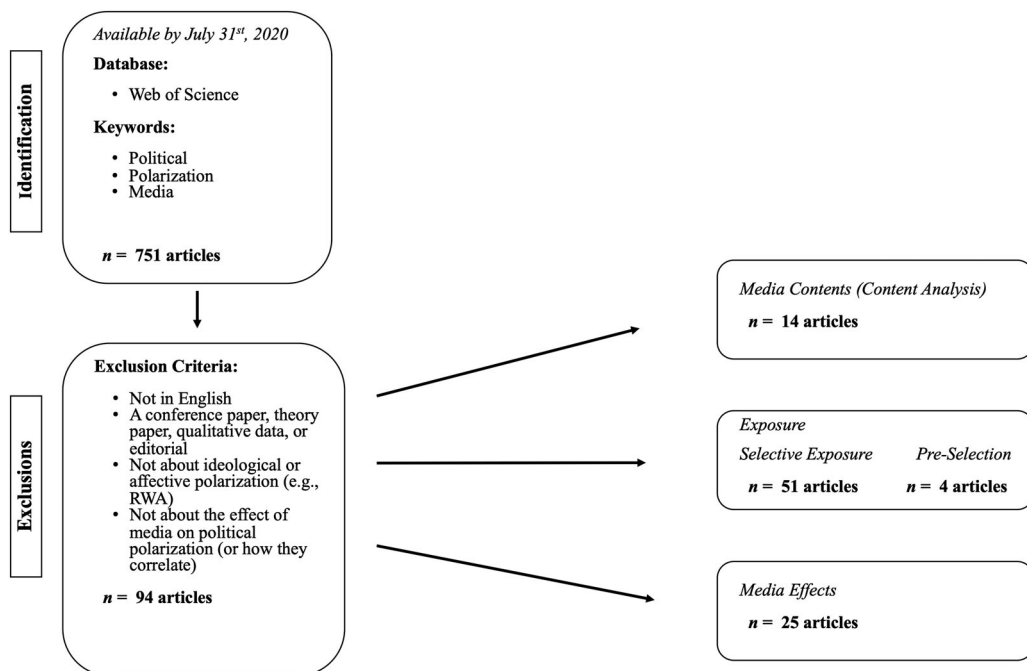 Identification
Available by July 31st, 2020
Database:
• Web of Science
Keywords:
• Political
• Polarization
• Media
n = 751 articles
Exclusions
Exclusion Criteria:
• Not in English
• A conference paper, theory
paper, qualitative data, or
editorial
• Not about ideological or
affective polarization (e.g.,
RWA)
• Not about the effect of
media on political
polarization (or how they
correlate)
n = 94 articles
Media Contents (Content Analysis)
n = 14 articles
Exposure
Selective Exposure Pre-Selection
n = 51 articles n = 4 articles
Media Effects
n = 25 articles